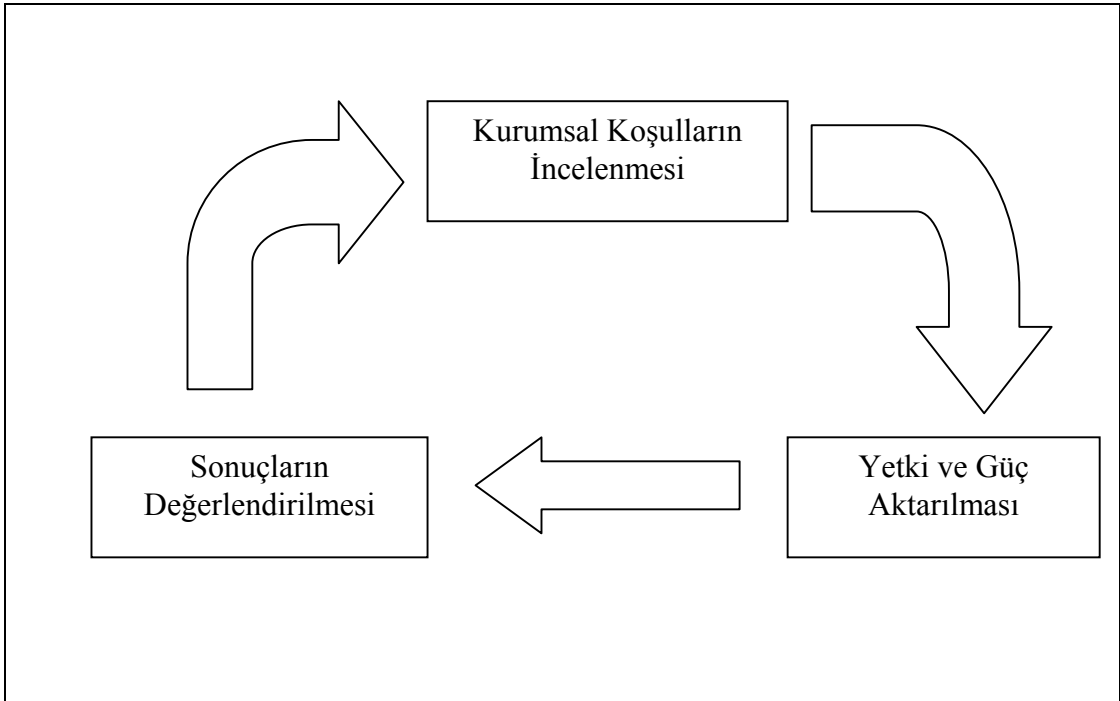 Kurumsal Koşulların
İncelenmesi
Sonuçların
Değerlendirilmesi
Yetki ve Güç
Aktarılması